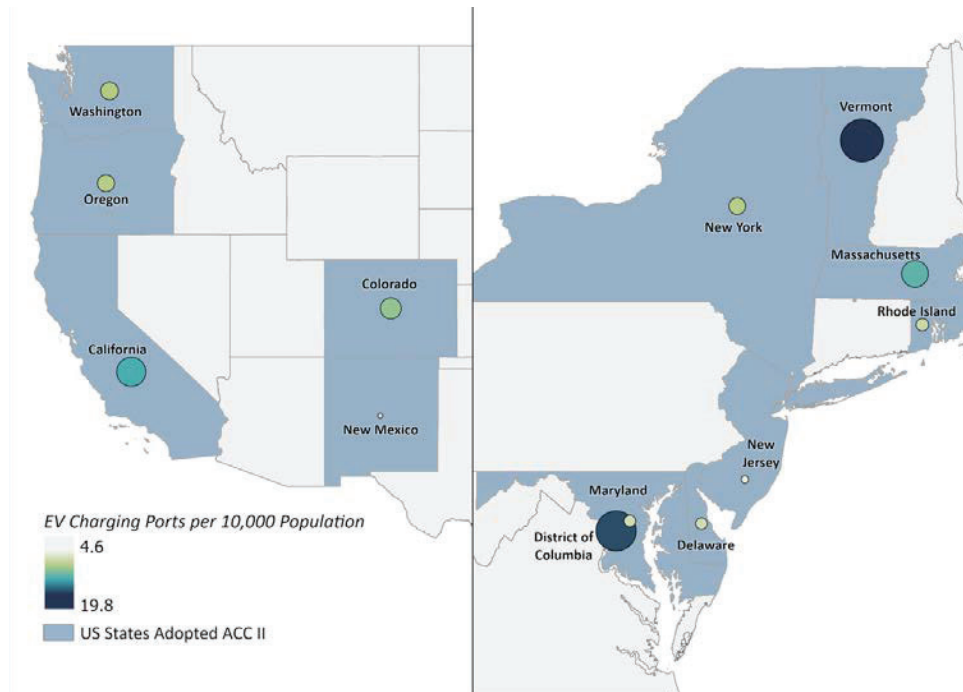 Washington
Oregon
California
Colorado
New Mexico
EV Charging Ports per 10,000 Population
4.6
19.8
US States Adopted ACC II
Vermont
New York
Massachusetts
Rhode Island
New
Jersey
Maryland
District of
Columbia
Delaware